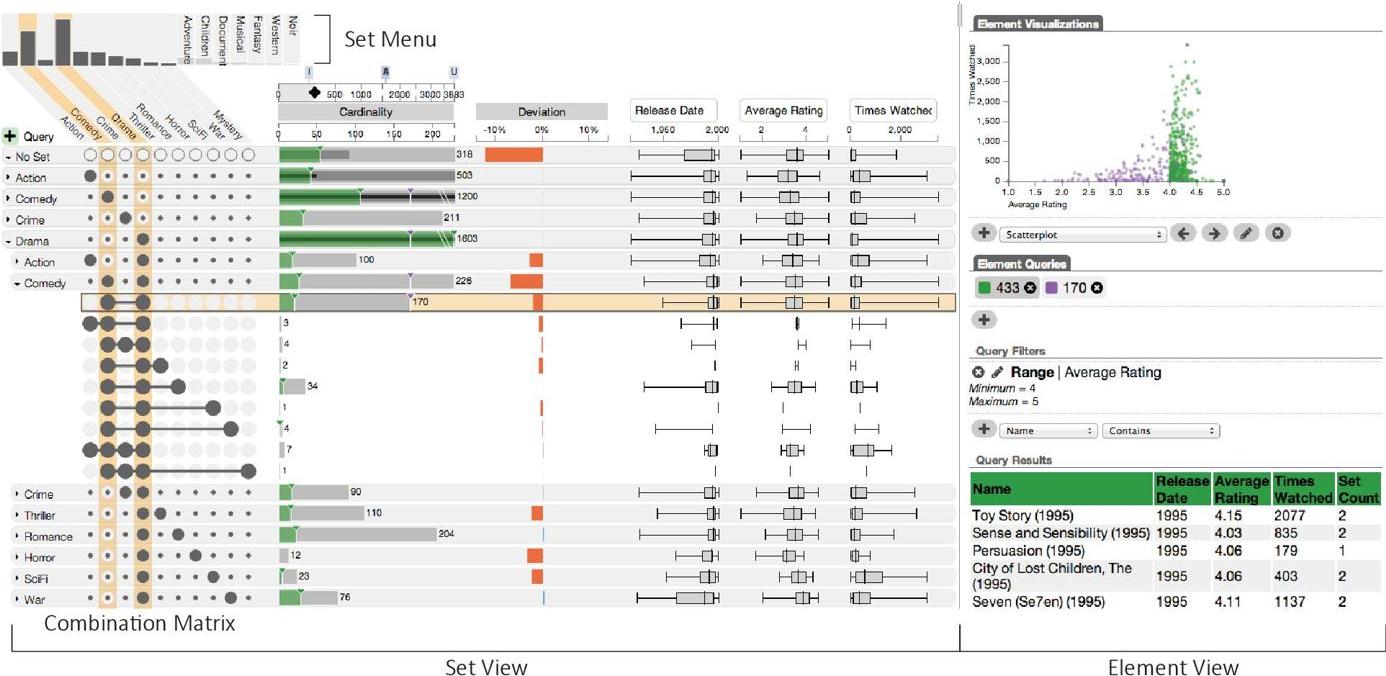 Adventure
Children
Document
Musical
Fantasy
Western
Noir
Set Menu
Action
Comedy
Crime
Drama
Thriller
Romance
Horror
SciFi
War
Mystery
Query
I A U
0 500 1000 2000 3000 3883
Cardinality
0 50 100 150 200
Deviation
-10% 0% 10%
Release Date
1,950 2,000
Average Rating
2 4
Times Watched
0 2,000
No Set 318
Action 503
Comedy 1200
Crime 211
Drama 1603
Action 100
Comedy 226
170
3
4
2
34
1
4
7
1
Crime 90
Thriller 110
Romance 204
Horror 12
SciFi 23
War 76
Combination Matrix
Set View
Element Visualizations
Times Watched
3,000
2,500
2,000
1,500
1,000
500
0
1.0 1.5 2.0 2.5 3.0 3.5 4.0 4.5 5.0
Average Rating
Scatterplot
Element Queries
433 170
Query Filters
Range | Average Rating
Minimum = 4
Maximum = 5
Name Contains
Query Results
Name Release Date Average Rating Times Watched Set Count
Toy Story (1995) 1995 4.15 2077 2
Sense and Sensibility (1995) 1995 4.03 835 2
Persuasion (1995) 1995 4.06 179 1
City of Lost Children, The (1995) 1995 4.06 403 2
Seven (Se7en) (1995) 1995 4.11 1137 2
Element View